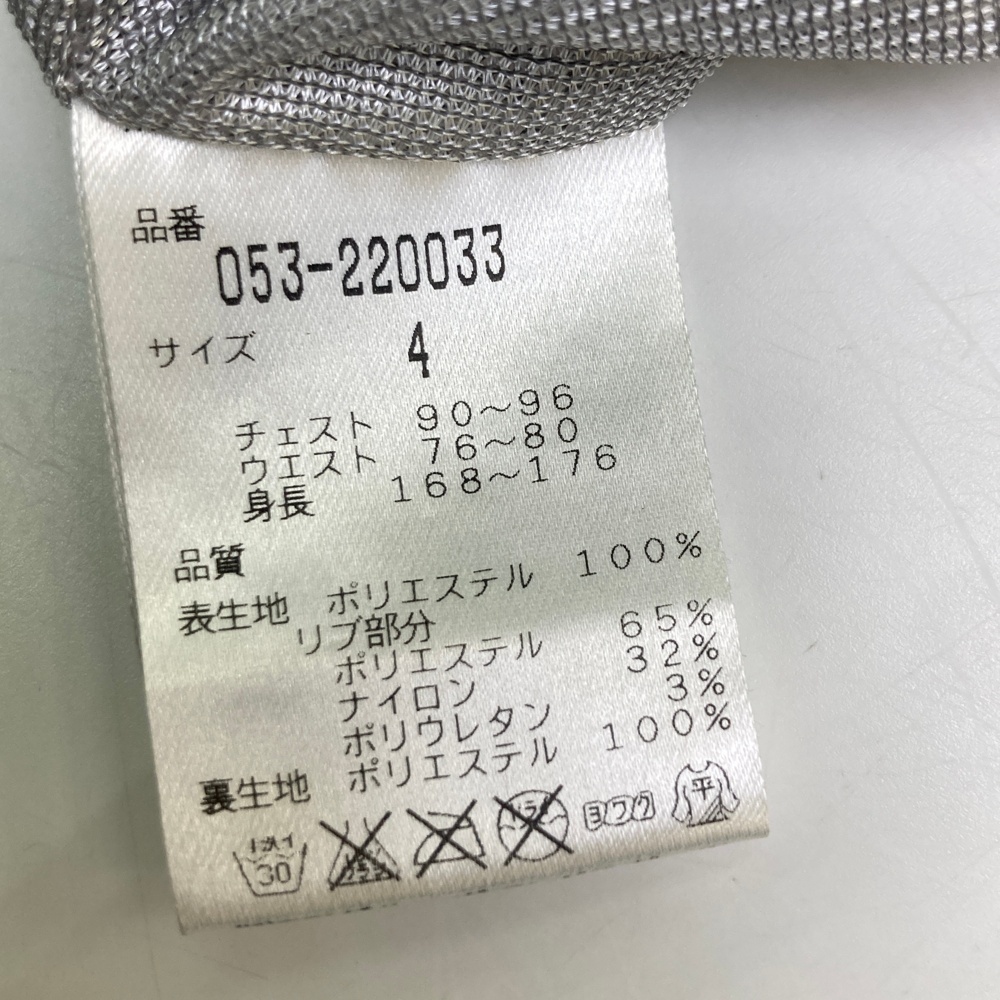 品番
053-220033
サイズ 4
チェスト 90～96
ウエスト 76～80
身長 168～176
品質
表生地 ポリエステル 100%
リブ部分
ポリエステル 65%
ナイロン 32%
ポリウレタン 3%
裏生地 ポリエステル 100%
手洗イ
30
ヨワク
平